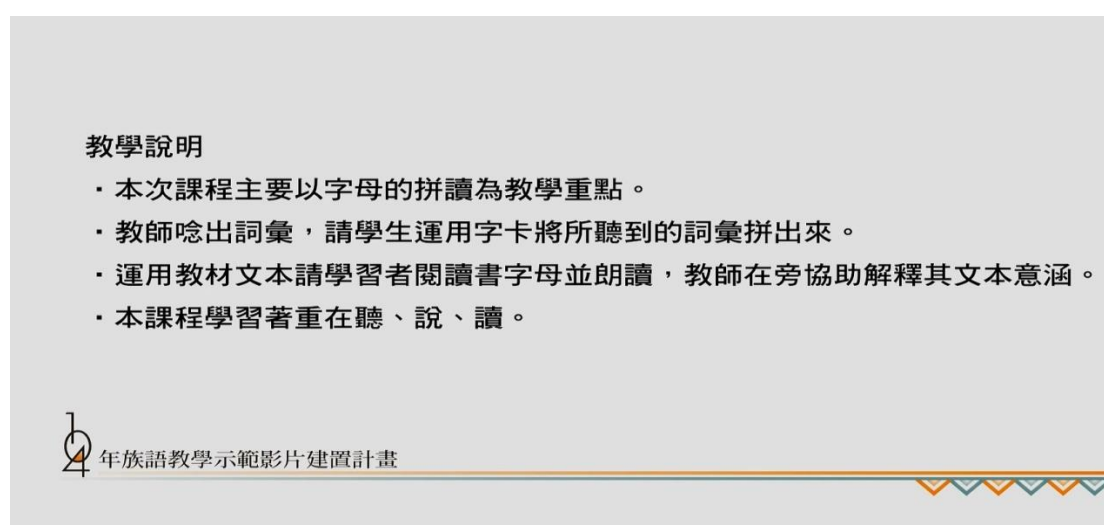 教學說明
・本次課程主要以字母的拼讀為教學重點。
・教師唸出詞彙，請學生運用字卡將所聽到的詞彙拼出來。
・運用教材文本請學習者閱讀書字母並朗讀，教師在旁協助解釋其文本意涵。
・本課程學習著重在聽、說、讀。
104年族語教學示範影片建置計畫